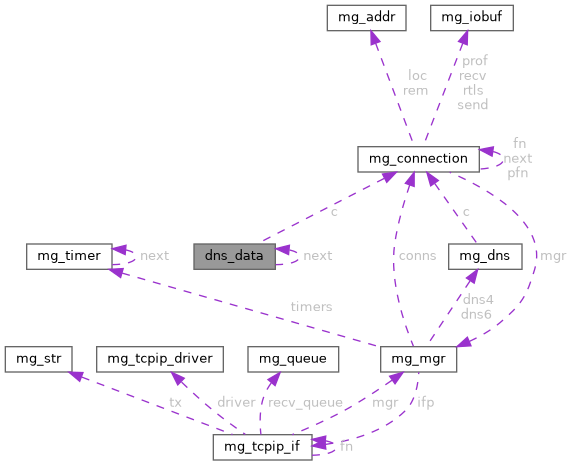 mg_addr
mg_iobuf
loc
rem
prof
recv
rtls
send
mg_connection
fn
next
pfn
c
c
mg_timer
next
dns_data
next
conns
mg_dns
mgr
timers
dns4
dns6
mg_str
mg_tcpip_driver
mg_queue
mg_mgr
tx
driver
recv_queue
mgr
ifp
mg_tcpip_if
fn